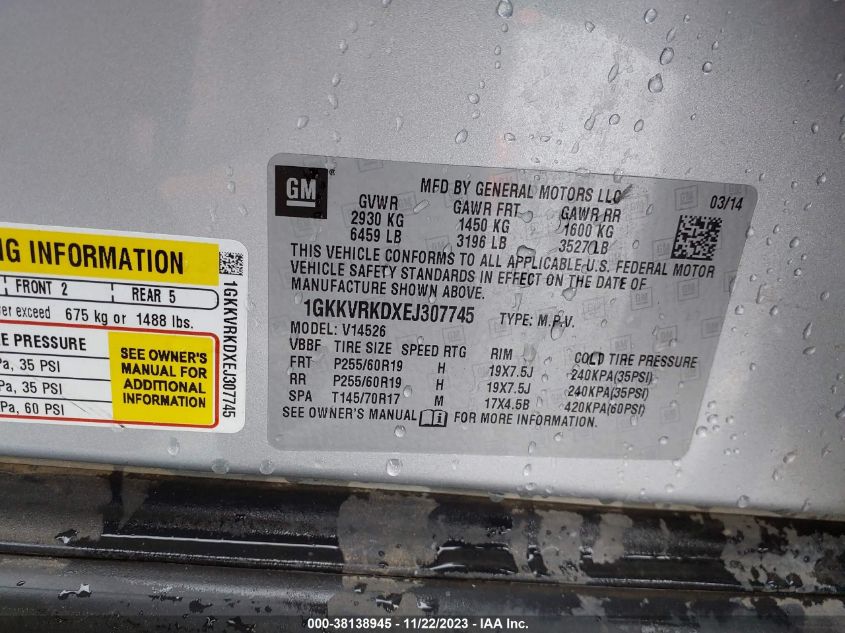 NG INFORMATION
FRONT 2
REAR 5
exceed 675 kg or 1488 lbs.
PRESSURE
35 PSI
35 PSI
60 PSI
SEE OWNER'S
MANUAL FOR
ADDITIONAL
INFORMATION
1GKKVRKDXEJ307745
GM®
MFD BY GENERAL MOTORS LLC
03/14
GVWR GAWR FRT GAWR RR
2930 KG 1450 KG 1600 KG
6459 LB 3196 LB 3527 LB
THIS VEHICLE CONFORMS TO ALL APPLICABLE U.S. FEDERAL MOTOR
VEHICLE SAFETY STANDARDS IN EFFECT ON THE DATE OF
MANUFACTURE SHOWN ABOVE.
1GKKVRKDXEJ307745 TYPE: M.P.V.
MODEL: V14526
VBBF TIRE SIZE SPEED RTG RIM COLD TIRE PRESSURE
FRT P255/60R19 H 19X7.5J 240KPA(35PSI)
RR P255/60R19 H 19X7.5J 240KPA(35PSI)
SPA T145/70R17 M 17X4.5B 420KPA(60PSI)
SEE OWNER'S MANUAL FOR MORE INFORMATION.
000-38138945 - 11/22/2023 - IAA Inc.